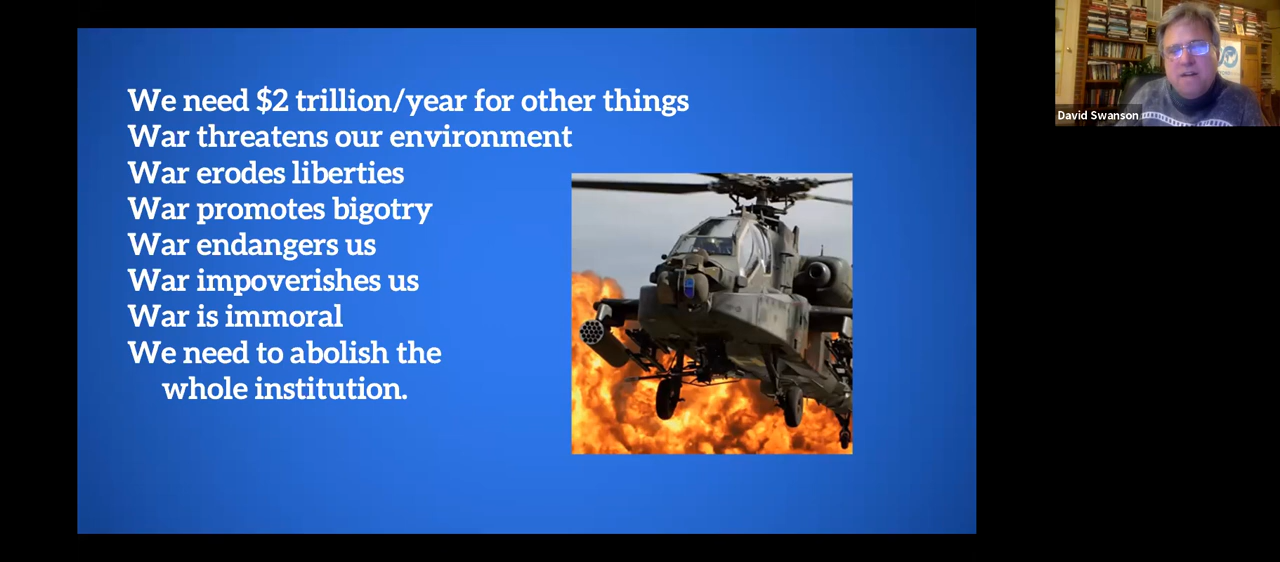 We need $2 trillion/year for other things
War threatens our environment
War erodes liberties
War promotes bigotry
War endangers us
War impoverishes us
War is immoral
We need to abolish the
whole institution.
David Swanson